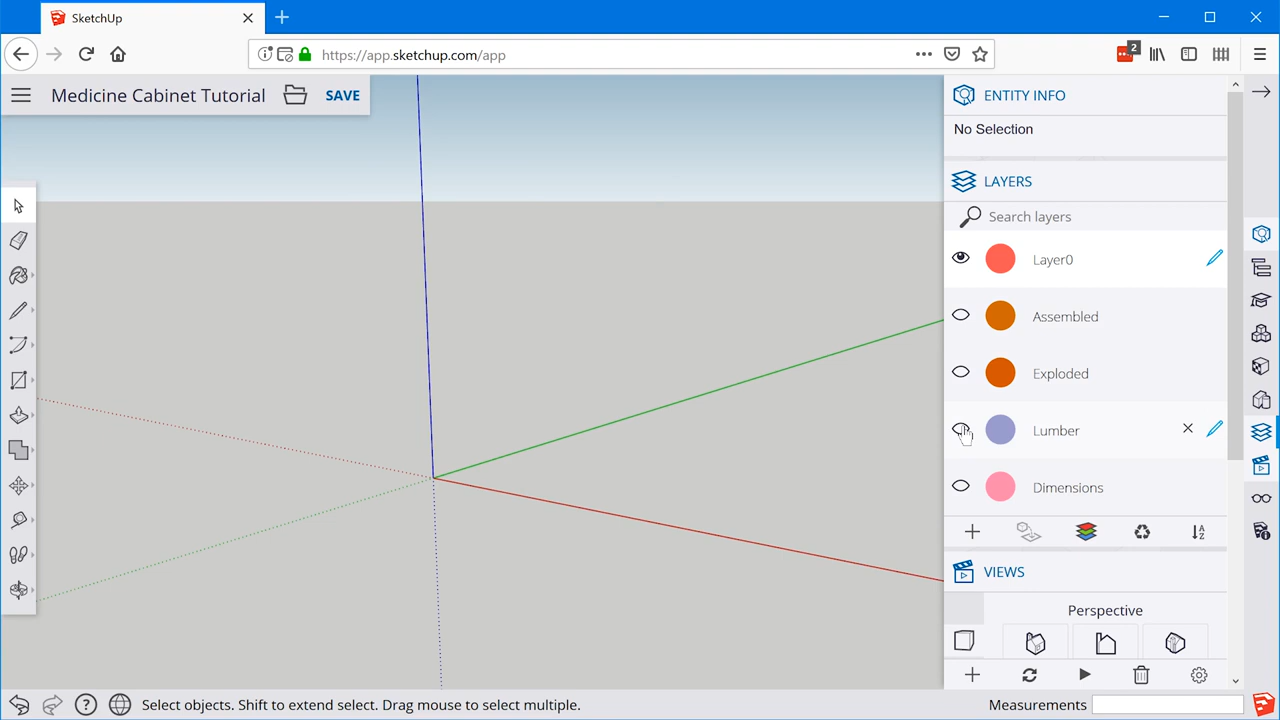 SketchUp
https://app.sketchup.com/app
2
Medicine Cabinet Tutorial
SAVE
ENTITY INFO
No Selection
LAYERS
Search layers
Layer0
Assembled
Exploded
Lumber
Dimensions
VIEWS
Perspective
Select objects. Shift to extend select. Drag mouse to select multiple.
Measurements